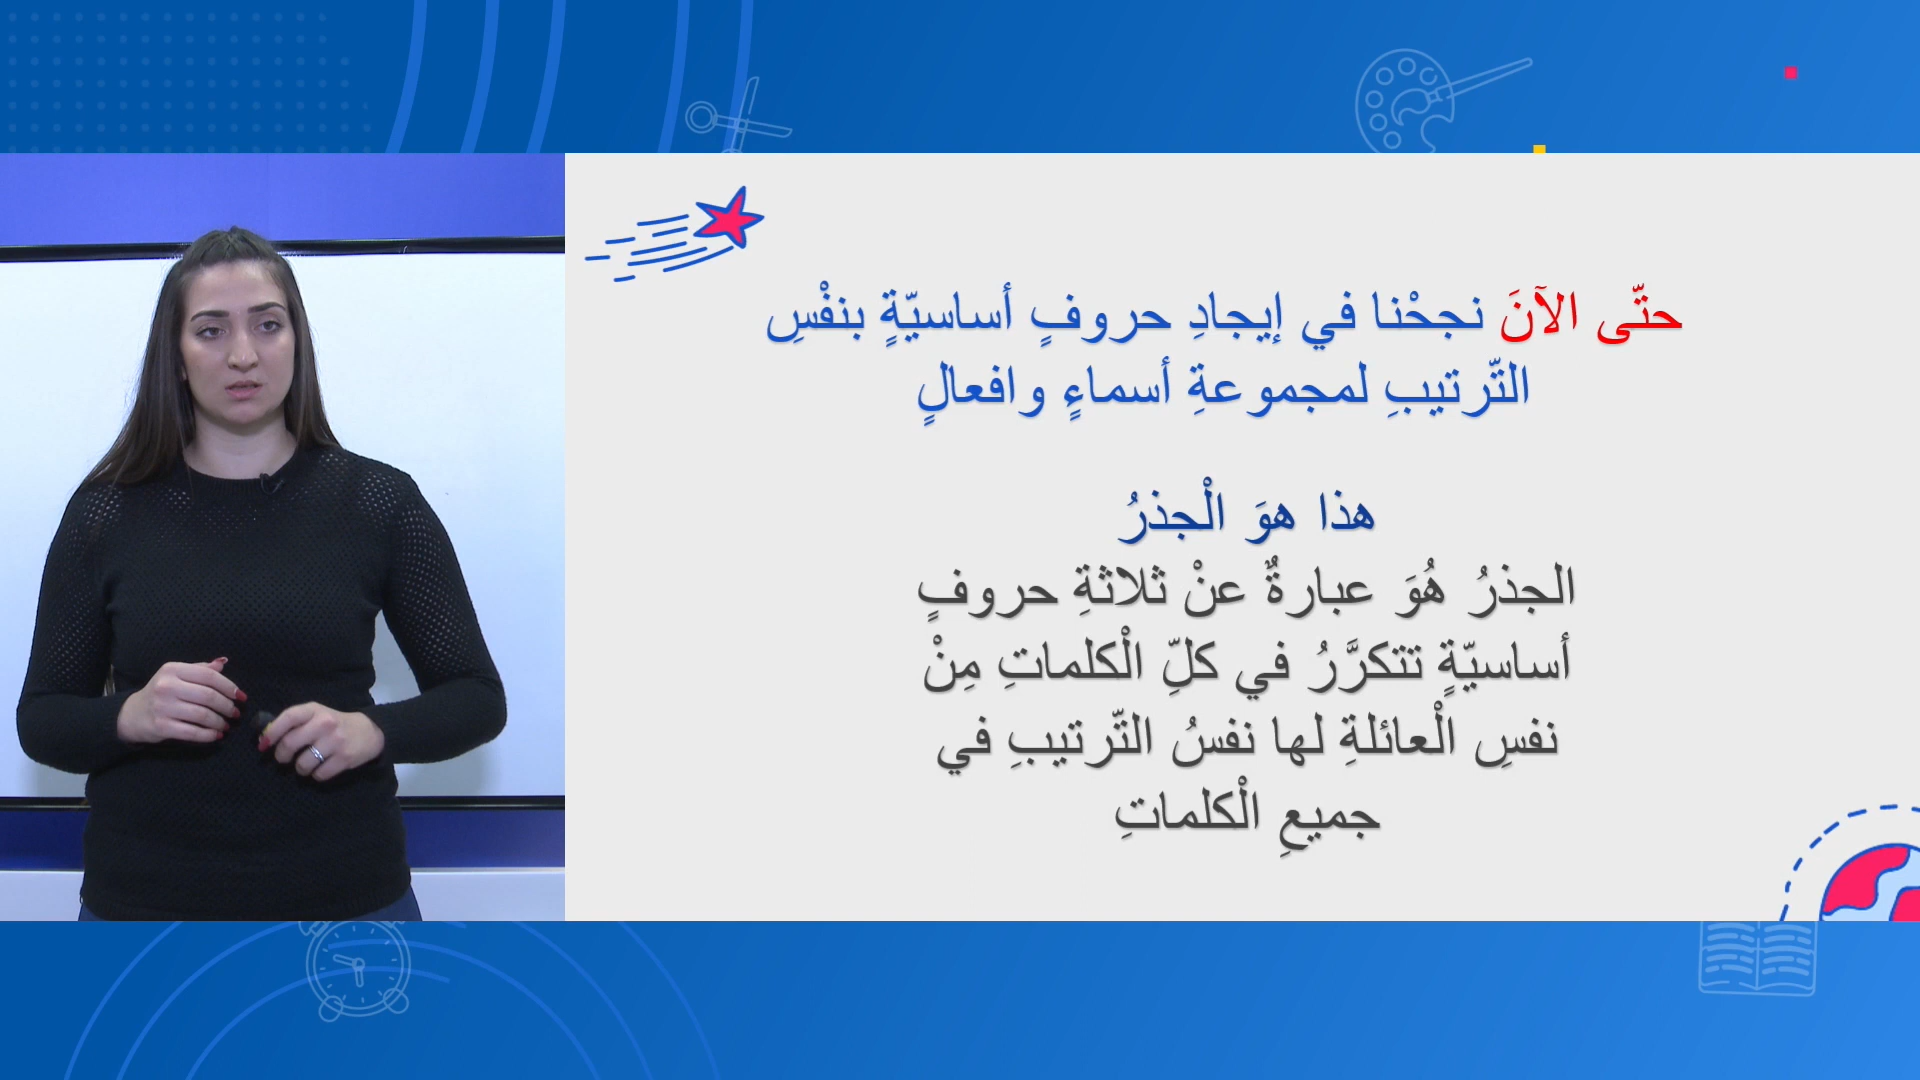 حتّى الآنَ نجحْنا في إيجادِ حروفٍ أساسيّةٍ بنفْسِ
التّرتيبِ لمجموعةِ أسماءٍ وافعالٍ
هذا هوَ الْجذرُ
الجذرُ هُوَ عبارةٌ عنْ ثلاثةِ حروفٍ
أساسيّةٍ تتكرَّرُ في كلِّ الْكلماتِ مِنْ
نفسِ الْعائلةِ لها نفسُ التّرتيبِ في
جميعِ الْكلماتِ